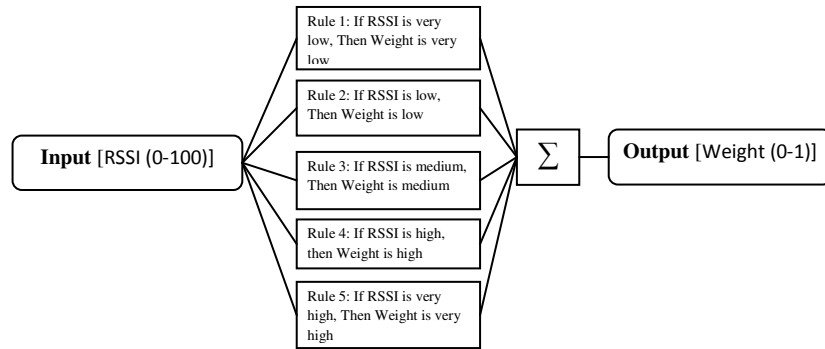 Rule 1: If RSSI is very
low, Then Weight is very
low
Rule 2: If RSSI is low,
Then Weight is low
Input [RSSI (0-100)]
Rule 3: If RSSI is medium,
Then Weight is medium
∑
Output [Weight (0-1)]
Rule 4: If RSSI is high,
then Weight is high
Rule 5: If RSSI is very
high, Then Weight is very
high